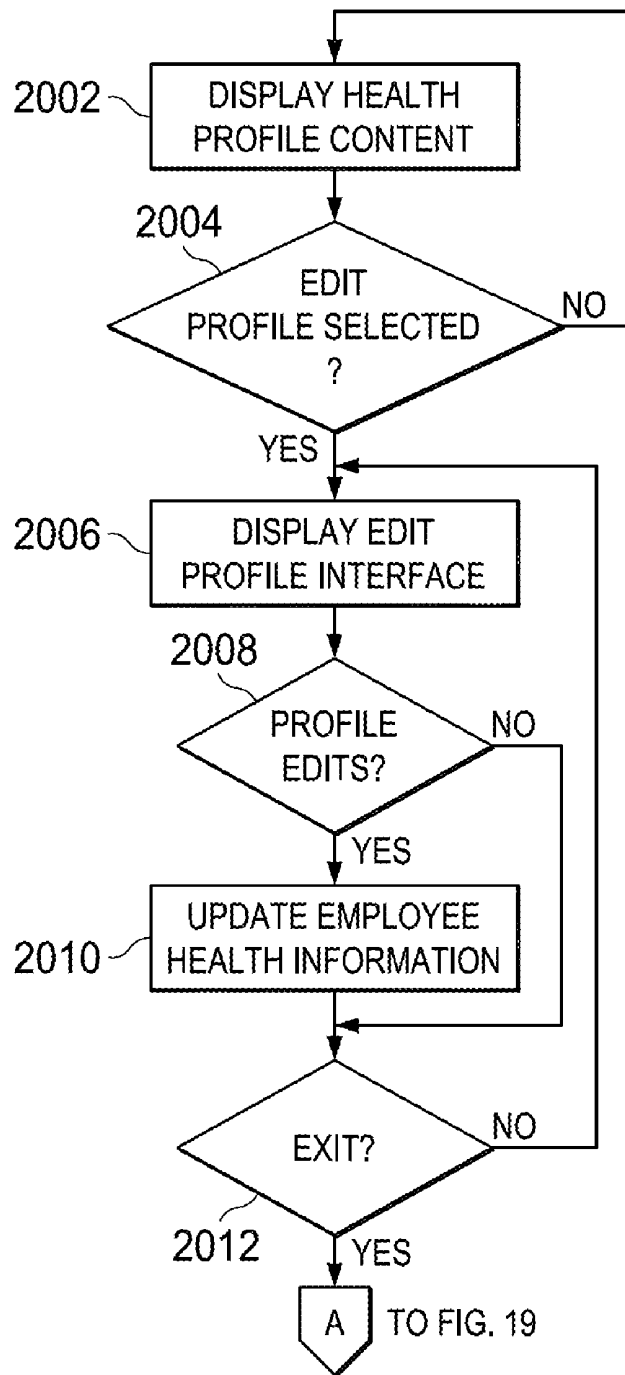 2002
DISPLAY HEALTH
PROFILE CONTENT
2004
EDIT
PROFILE SELECTED
?
NO
YES
2006
DISPLAY EDIT
PROFILE INTERFACE
2008
PROFILE
EDITS?
NO
YES
2010
UPDATE EMPLOYEE
HEALTH INFORMATION
EXIT?
NO
2012
YES
A
TO FIG. 19